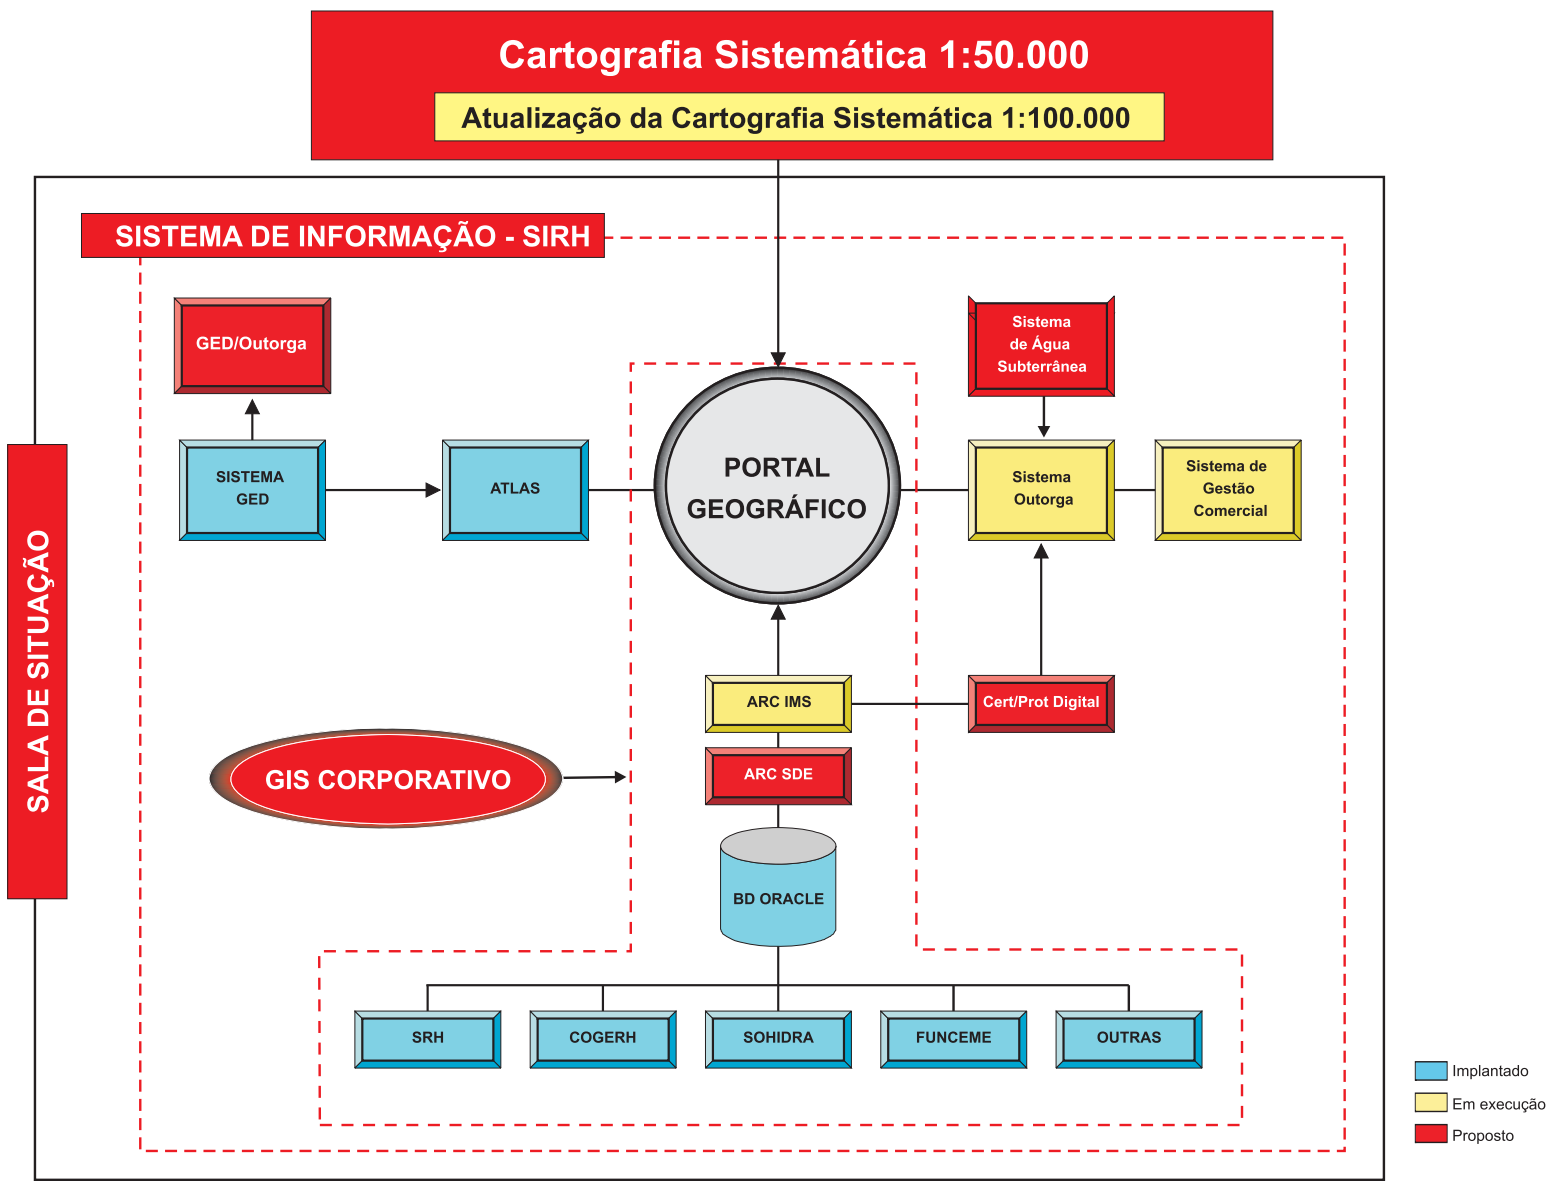 Cartografia Sistemática 1:50.000
Atualização da Cartografia Sistemática 1:100.000
SISTEMA DE INFORMAÇÃO - SIRH
GED/Outorga
Sistema
de Água
Subterrânea
SISTEMA
GED
ATLAS
PORTAL
GEOGRÁFICO
Sistema
Outorga
Sistema de
Gestão
Comercial
SALA DE SITUAÇÃO
ARC IMS
Cert/Prot Digital
GIS CORPORATIVO
ARC SDE
BD ORACLE
SRH
COGERH
SOHIDRA
FUNCEME
OUTRAS
Implantado
Em execução
Proposto